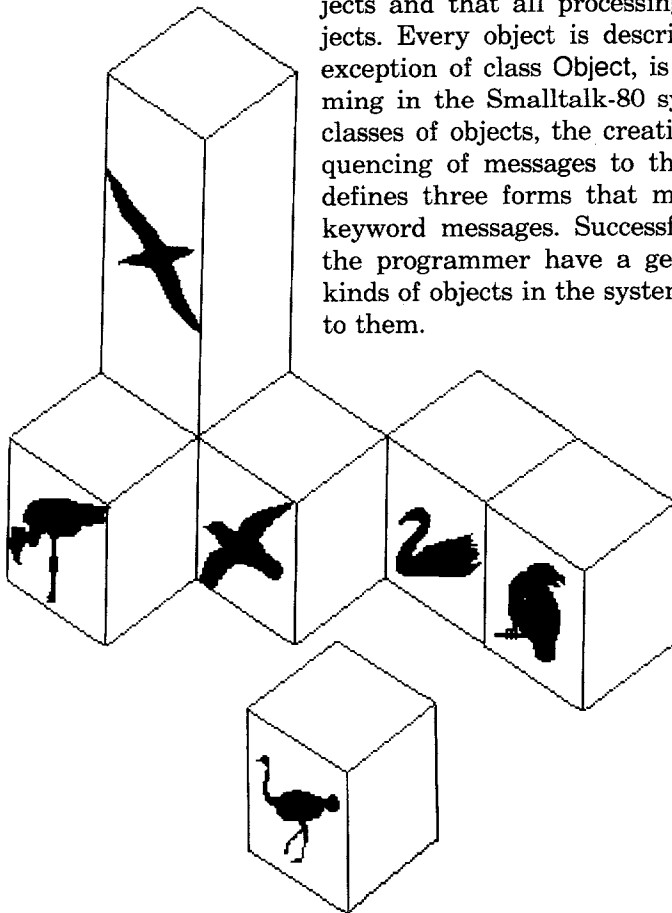 jects and that all processing
jects. Every object is descri
exception of class Object, is
ming in the Smalltalk-80 sy
classes of objects, the creati
quencing of messages to th
defines three forms that m
keyword messages. Successf
the programmer have a ge
kinds of objects in the system
to them.